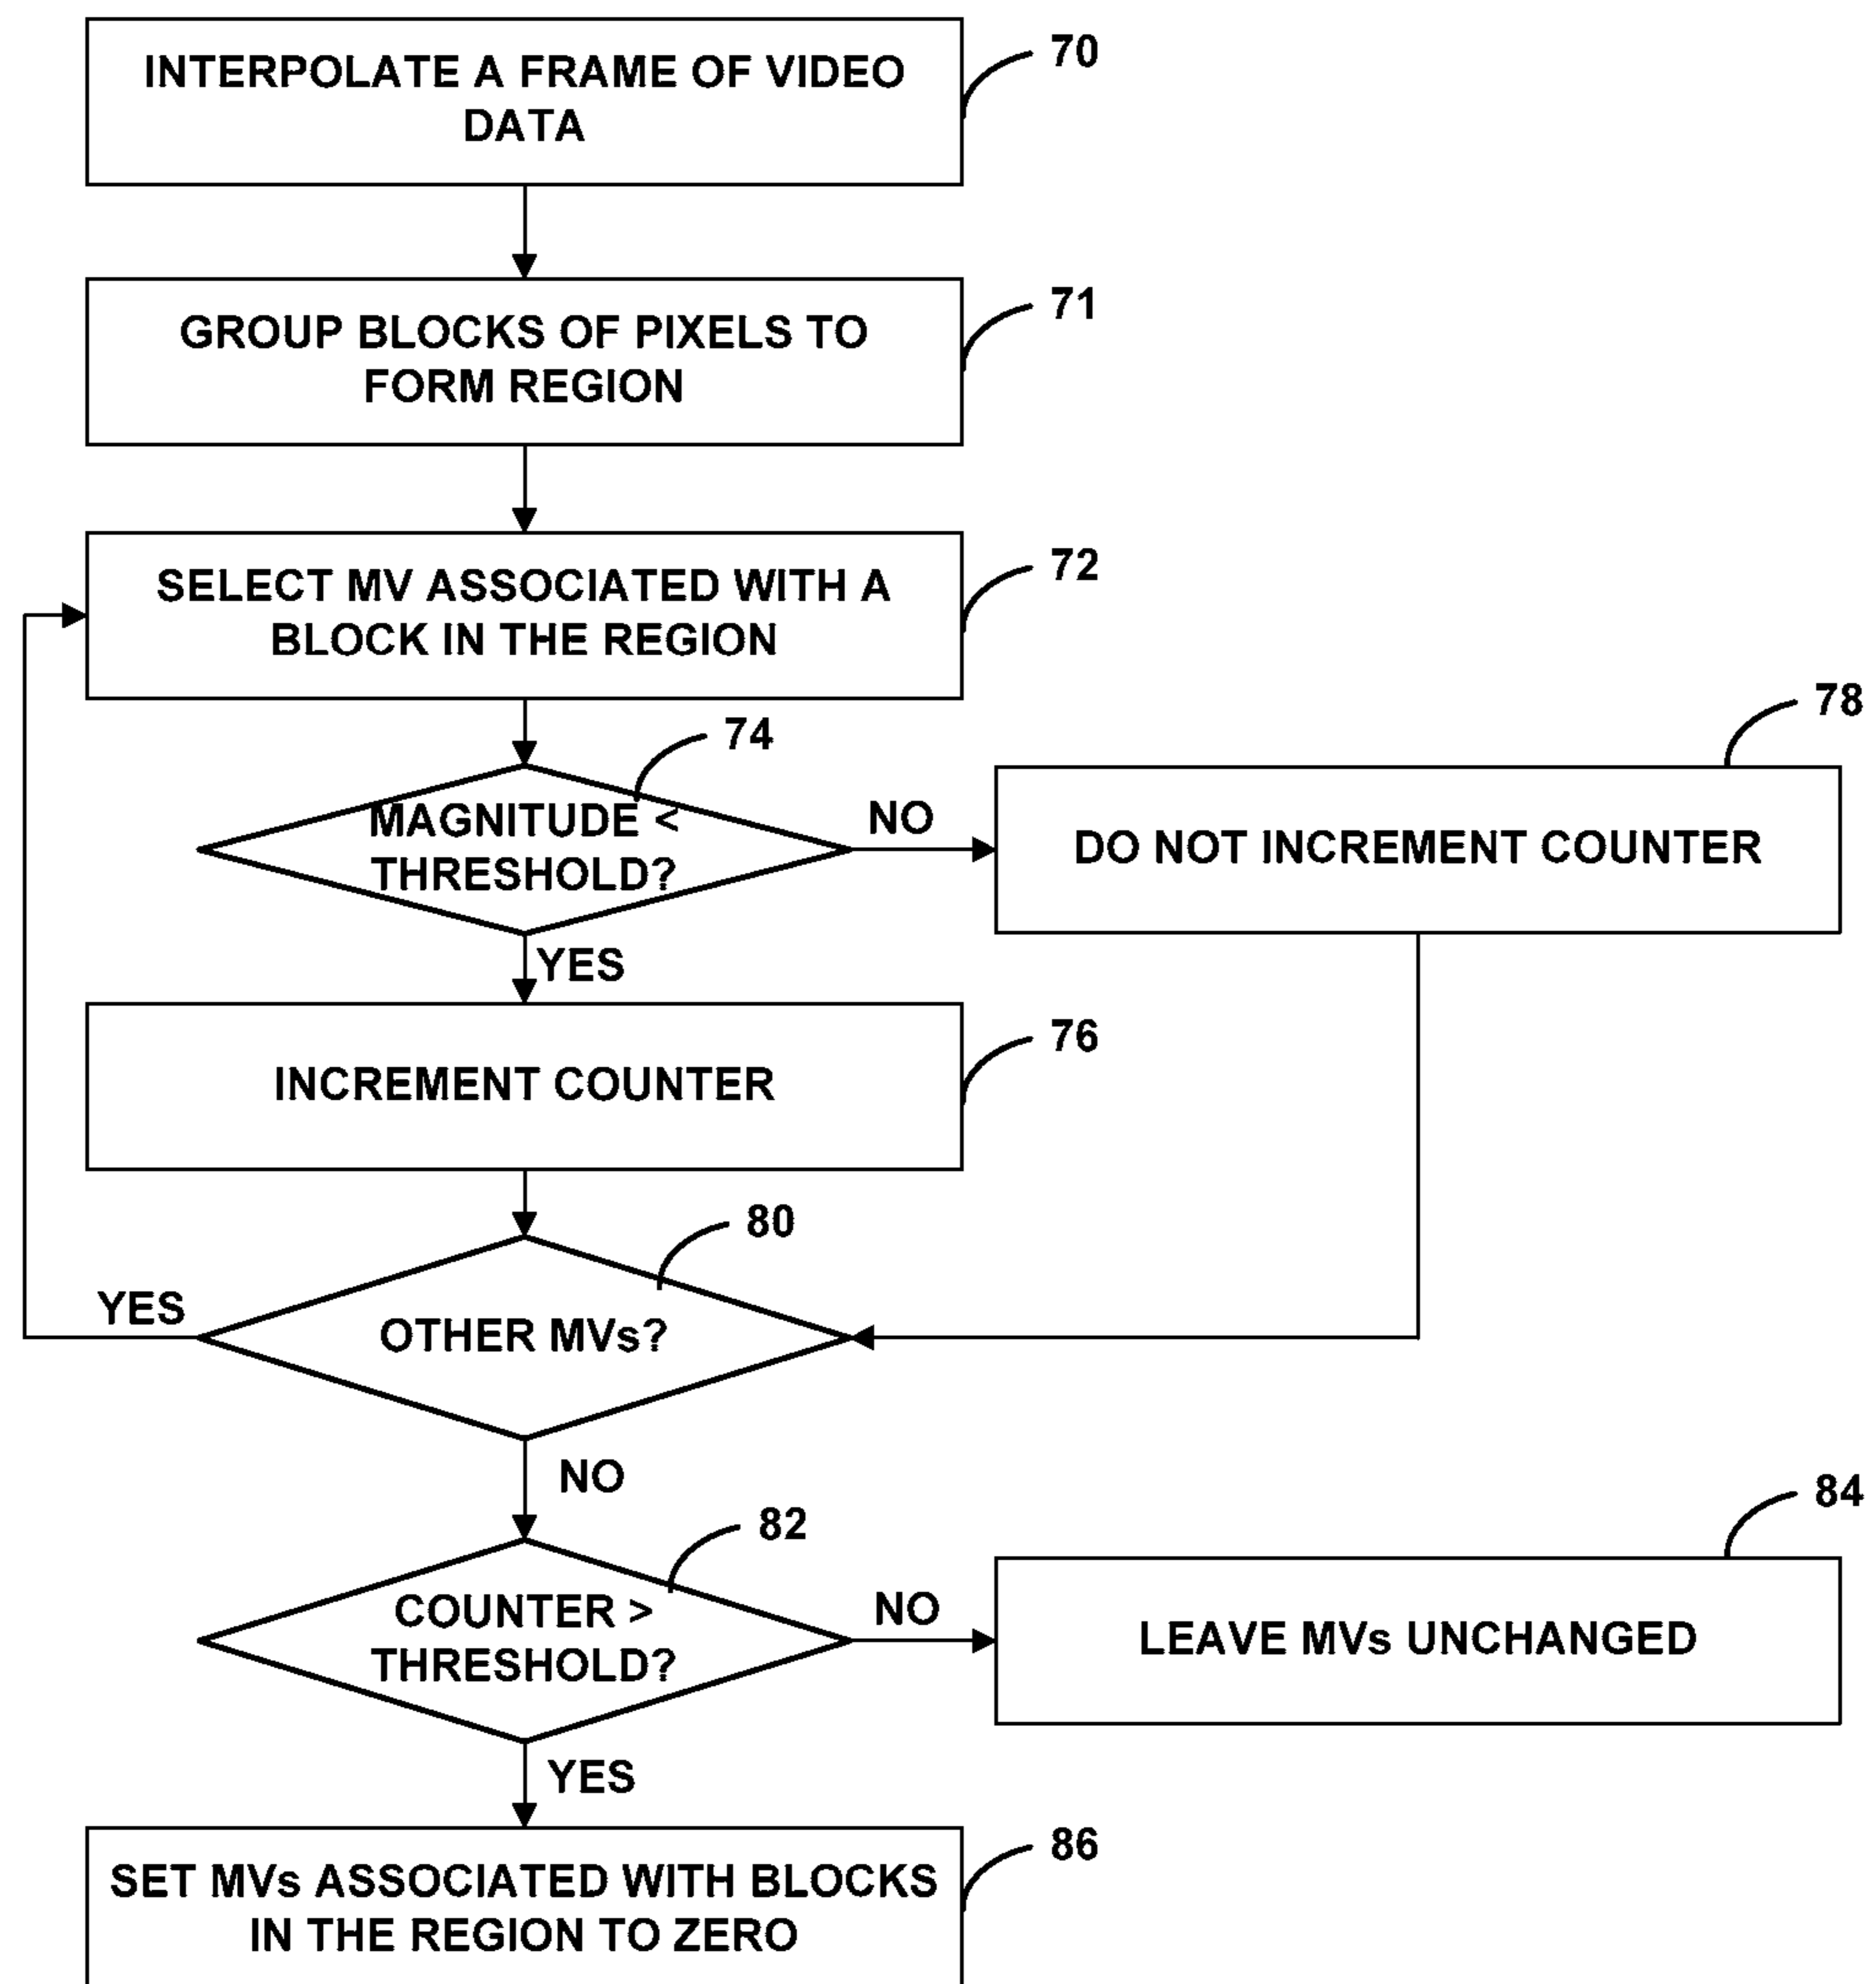 INTERPOLATE A FRAME OF VIDEO
DATA
70
GROUP BLOCKS OF PIXELS TO
FORM REGION
71
SELECT MV ASSOCIATED WITH A
BLOCK IN THE REGION
72
74
MAGNITUDE <
THRESHOLD?
NO
78
DO NOT INCREMENT COUNTER
YES
INCREMENT COUNTER
76
80
YES
OTHER MVs?
NO
82
COUNTER >
THRESHOLD?
NO
84
LEAVE MVs UNCHANGED
YES
SET MVs ASSOCIATED WITH BLOCKS
IN THE REGION TO ZERO
86